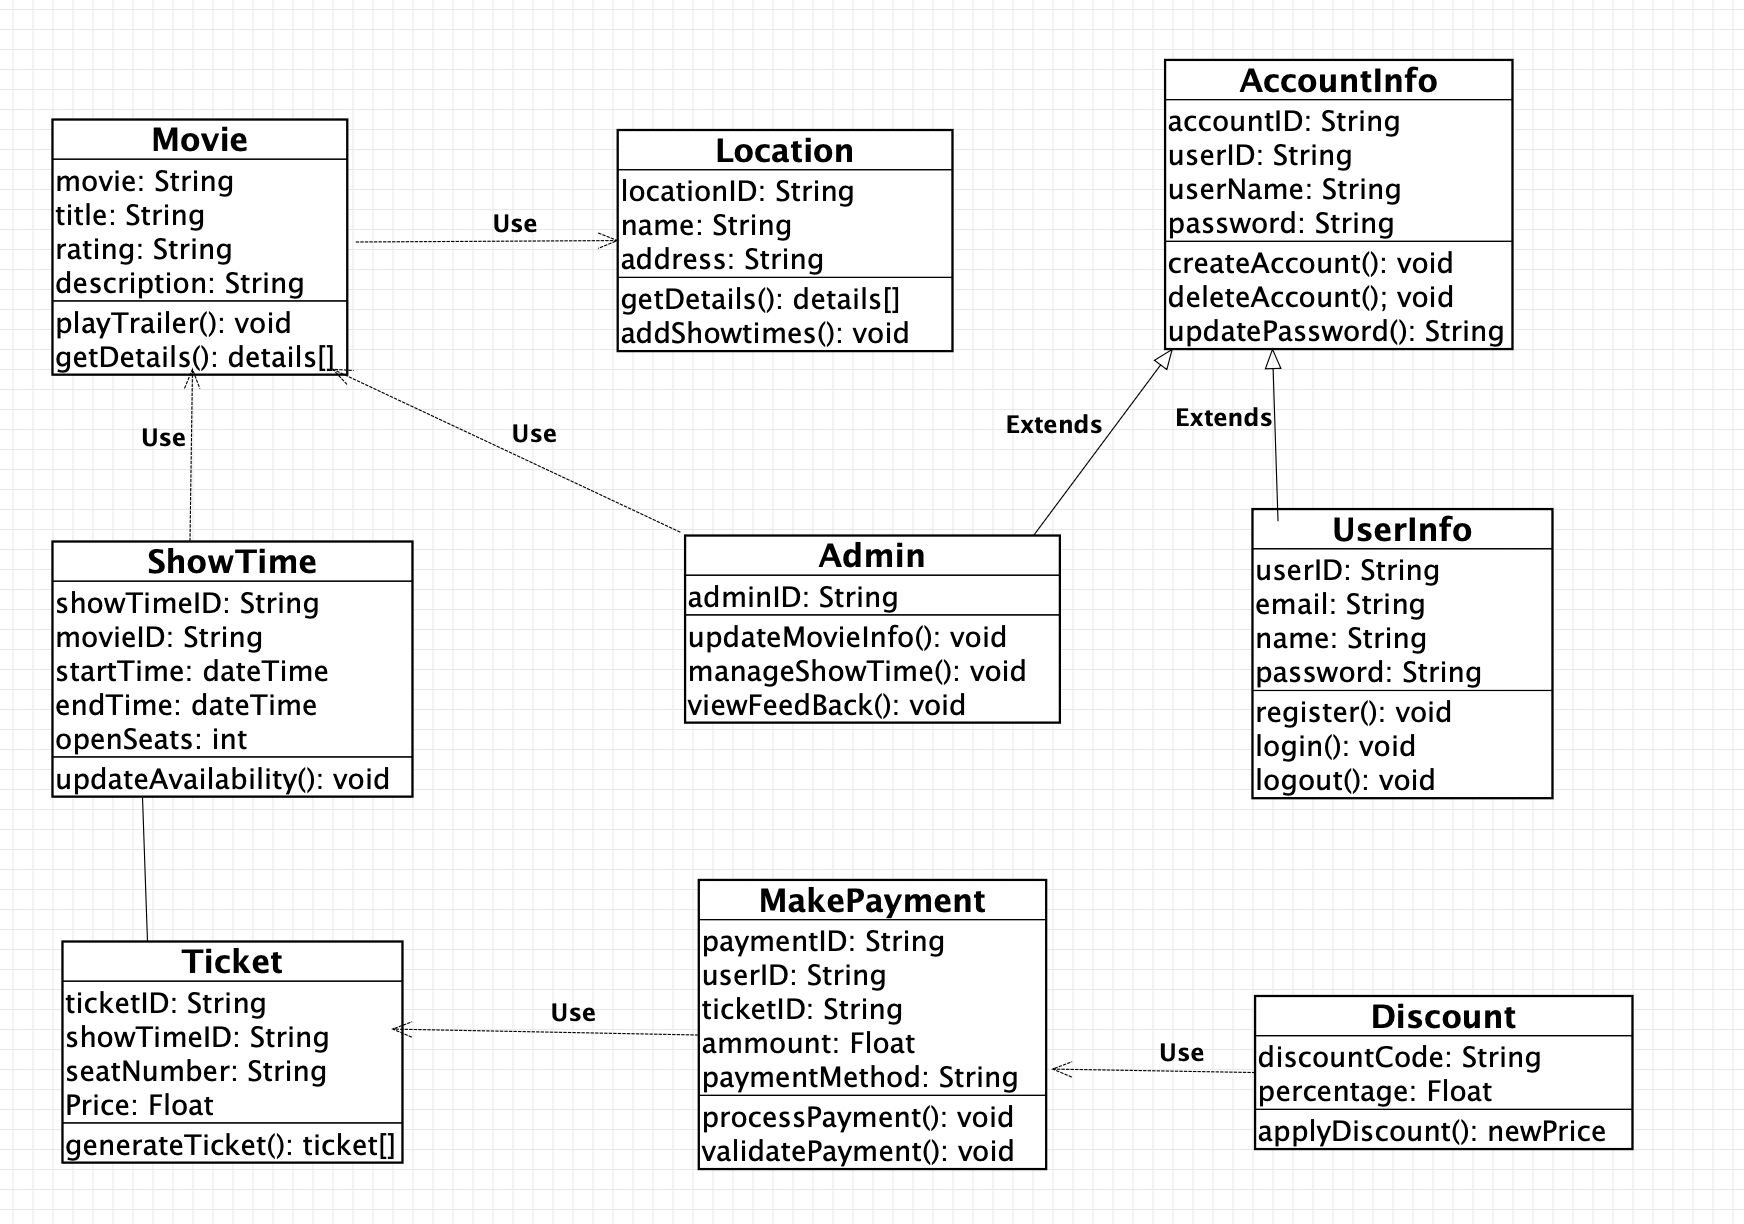 Movie
movie: String
title: String
rating: String
description: String
playTrailer(): void
getDetails(): details[]
Use
Location
locationID: String
name: String
address: String
getDetails(): details[]
addShowtimes(): void
AccountInfo
accountID: String
userID: String
userName: String
password: String
createAccount(): void
deleteAccount(); void
updatePassword(): String
Use
Use
Extends
Extends
ShowTime
showTimeID: String
movieID: String
startTime: dateTime
endTime: dateTime
openSeats: int
updateAvailability(): void
Admin
adminID: String
updateMovieInfo(): void
manageShowTime(): void
viewFeedBack(): void
UserInfo
userID: String
email: String
name: String
password: String
register(): void
login(): void
logout(): void
Ticket
ticketID: String
showTimeID: String
seatNumber: String
Price: Float
generateTicket(): ticket[]
Use
MakePayment
paymentID: String
userID: String
ticketID: String
ammount: Float
paymentMethod: String
processPayment(): void
validatePayment(): void
Use
Discount
discountCode: String
percentage: Float
applyDiscount(): newPrice